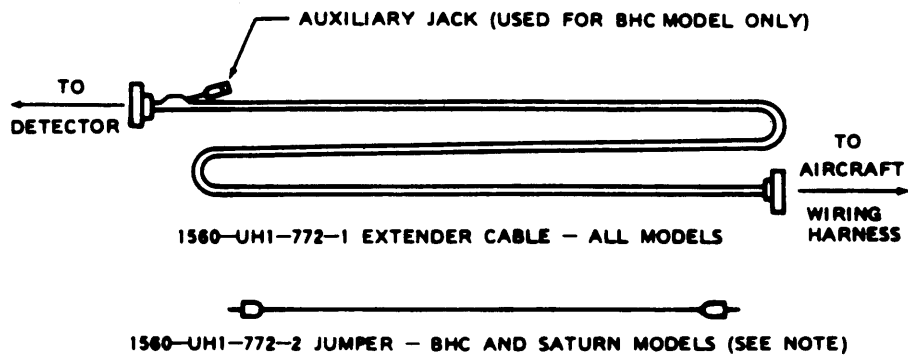 AUXILIARY JACK (USED FOR BHC MODEL ONLY)
TO
DETECTOR
TO
AIRCRAFT
WIRING
HARNESS
1560-UH1-772-1 EXTENDER CABLE - ALL MODELS
1560-UH1-772-2 JUMPER - BHC AND SATURN MODELS (SEE NOTE)